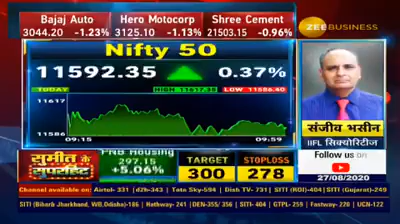 Bajaj Auto
3044.20 -1.23%
Hero Motocorp
3125.10 -1.13%
Shree Cement
21503.15 -0.96%
ZEE BUSINESS
Nifty 50
11592.35 0.37%
TODAY HIGH 11617.35 LOW 11586.40
11617
11586
09:15 09:59
संजीव भसीन
IIFL सिक्योरिटीज
सुमीत के
सुपरहिट
PNB Housing
297.15
+5.06%
TARGET
300
STOPLOSS
278
Follow us on
27/08/2020
Channel available on: Airtel- 331 | d2h-343 | Tata Sky-594 | Dish TV- 731 | SITI (KOl)-404 | SITI (Gujarat)-249
SITI (Bihar& Jharkhand, WB,Odisha)-186 | Hathway- 241 | DEN-355/ 356 | SITI - 404 | Fastway- 220 | UCN-122